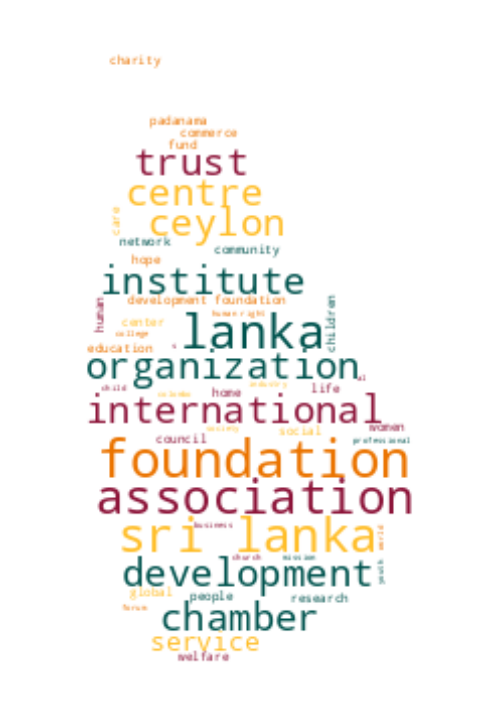 charity
padanama
commerce
fund
trust
centre
care
ceylon
network
community
hope
institute
development foundation
human
human right
children
center
lanka
college
education
organization
industry
child
home
life
colombo
international
society
social
women
council
professional
foundation
association
business
sri lanka
world
church
mission
development
youth
global
people
research
forum
chamber
service
welfare